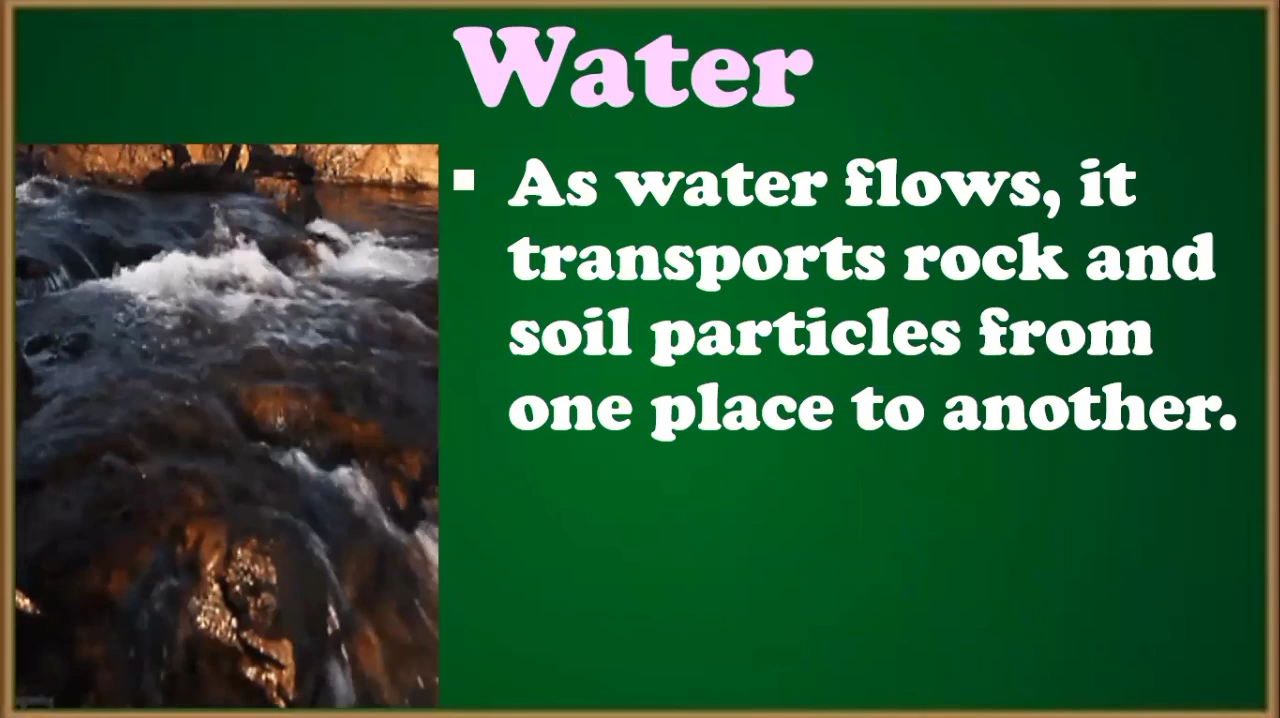 Water
As water flows, it
transports rock and
soil particles from
one place to another.